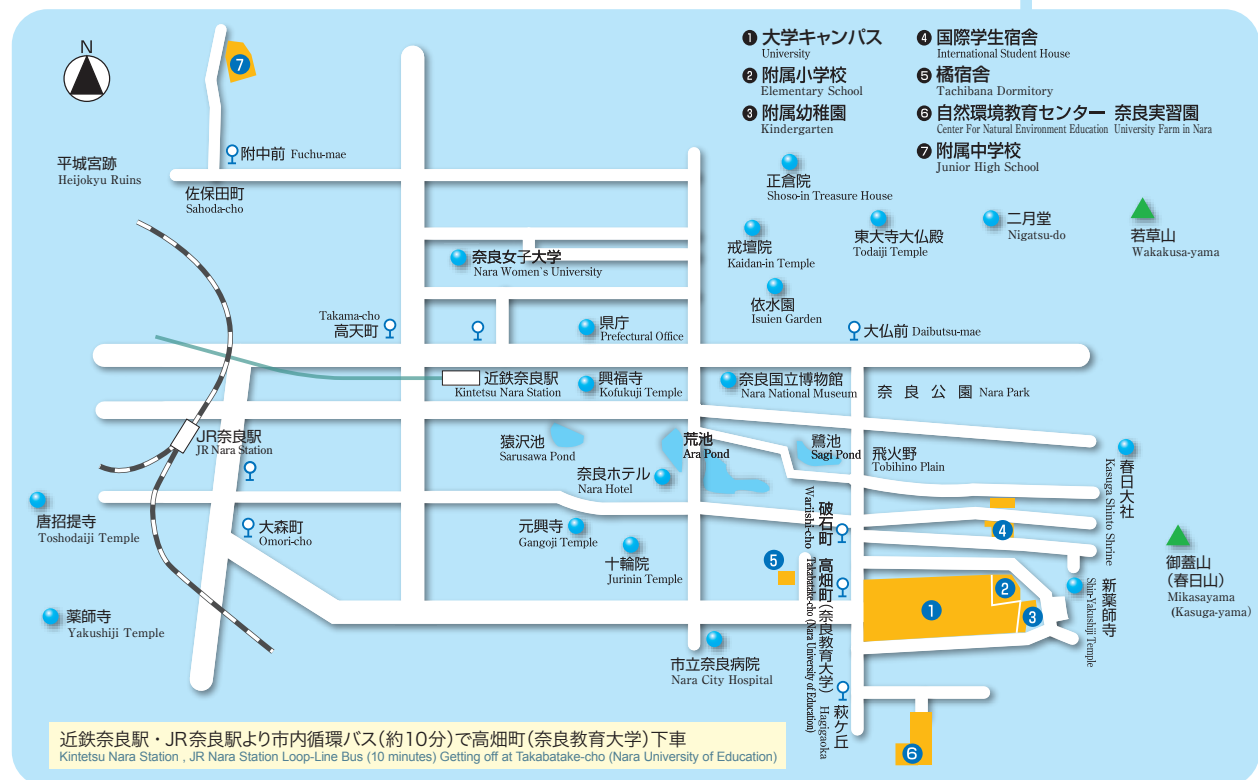 N
❶ 大学キャンパス
University
❷ 附属小学校
Elementary School
❸ 附属幼稚園
Kindergarten
❹ 国際学生宿舎
International Student House
❺ 橘宿舎
Tachibana Dormitory
❻ 自然環境教育センター 奈良実習園
Center For Natural Environment Education University Farm in Nara
❼ 附属中学校
Junior High School
7
附中前 Fuchu-mae
平城宮跡
Heijokyu Ruins
佐保田町
Sahoda-cho
正倉院
Shoso-in Treasure House
戒壇院
Kaidan-in Temple
東大寺大仏殿
Todaiji Temple
二月堂
Nigatsu-do
若草山
Wakakusa-yama
奈良女子大学
Nara Women`s University
依水園
Isuien Garden
Takama-cho
高天町
県庁
Prefectural Office
大仏前 Daibutsu-mae
近鉄奈良駅
Kintetsu Nara Station
興福寺
Kofukuji Temple
奈良国立博物館
Nara National Museum
奈良公園 Nara Park
JR奈良駅
JR Nara Station
猿沢池
Sarusawa Pond
荒池
Ara Pond
鷺池
Sagi Pond
飛火野
Tobihino Plain
奈良ホテル
Nara Hotel
春日大社
Kasuga Shinto Shrine
唐招提寺
Toshodaiji Temple
大森町
Omori-cho
元興寺
Gangoji Temple
十輪院
Jurinin Temple
破石町
Wariishi-cho
4
御蓋山
(春日山)
Mikasayama
(Kasuga-yama)
5
高畑町(奈良教育大学)
Takabatake-cho (Nara University of Education)
1
2
3
新薬師寺
Shin-Yakushiji Temple
薬師寺
Yakushiji Temple
市立奈良病院
Nara City Hospital
萩ケ丘
Hagigaoka
6
近鉄奈良駅・JR奈良駅より市内循環バス(約10分)で高畑町(奈良教育大学)下車
Kintetsu Nara Station , JR Nara Station Loop-Line Bus (10 minutes) Getting off at Takabatake-cho (Nara University of Education)